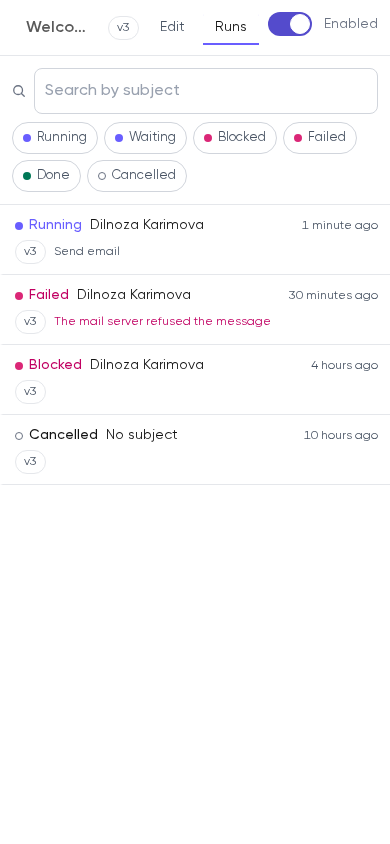 Welco... v3 Edit Runs Enabled
Search by subject
Running Waiting Blocked Failed
Done Cancelled
Running Dilnoza Karimova 1 minute ago
v3 Send email
Failed Dilnoza Karimova 30 minutes ago
v3 The mail server refused the message
Blocked Dilnoza Karimova 4 hours ago
v3
Cancelled No subject 10 hours ago
v3